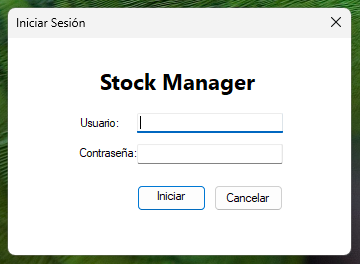 Iniciar Sesión
Stock Manager
Usuario:
Contraseña:
Iniciar Cancelar